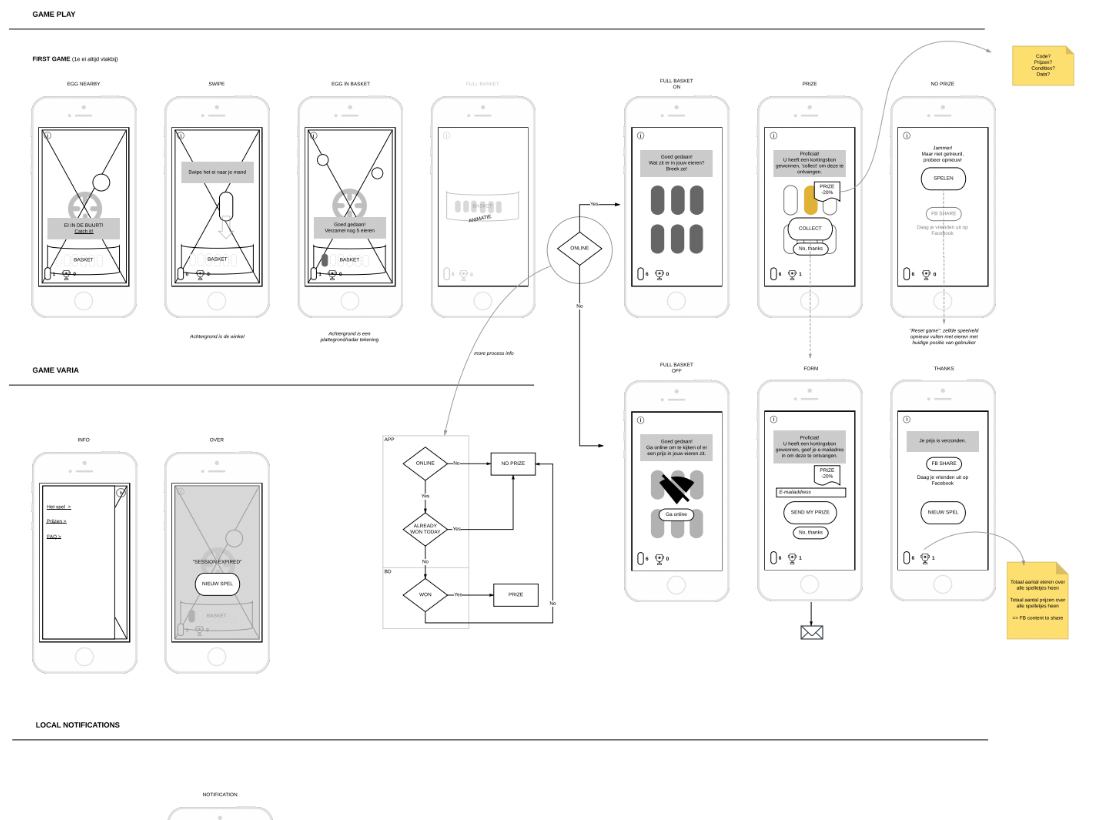 GAME PLAY
FIRST GAME (1e ei altijd vlakbij)
EGG NEARBY
SWIPE
EGG IN BASKET
FULL BASKET
FULL BASKET
ON
PRIZE
NO PRIZE
Code?
Prijzen?
Condities?
Data?
EI IN DE BUURT!
Catch it!
BASKET
1
0
Swipe het ei naar je mand
BASKET
6
0
Goed gedaan!
Verzamel nog 5 eieren
BASKET
1
0
BASKET
ANIMATIE
6
0
ONLINE
Yes
No
Goed gedaan!
Wat zit er in jouw eieren?
Breek ze!
6
0
Proficiat!
U heeft een kortingsbon
gewonnen, 'collect' om deze te
ontvangen.
PRIZE
-20%
COLLECT
No, thanks
6
1
Jammer!
Maar niet getreurd,
probeer opnieuw!
SPELEN
FB SHARE
Daag je vrienden uit op
Facebook
6
0
Achtergrond is de winkel
Achtergrond is een
plattegrond/radar tekening
"Reset game": zelfde speelveld
opnieuw vullen met eieren met
huidige positie van gebruiker
more process info
GAME VARIA
FULL BASKET
OFF
FORM
THANKS
INFO
OVER
Het spel >
Prijzen >
FAQ >
"SESSION EXPIRED"
NIEUW SPEL
BASKET
APP
ONLINE
No
NO PRIZE
Yes
ALREADY
WON TODAY
Yes
No
BO
WON
Yes
PRIZE
No
Goed gedaan!
Ga online om te kijken of er
een prijs in jouw eieren zit.
Ga online
6
0
Proficiat!
U heeft een kortingsbon
gewonnen, geef je e-mailadres
in om deze te ontvangen.
PRIZE
-20%
E-mailaddress
SEND MY PRIZE
No, thanks
6
1
Je prijs is verzonden.
FB SHARE
Daag je vrienden uit op
Facebook
NIEUW SPEL
6
1
Totaal aantal eieren over
alle spelletjes heen
Totaal aantal prijzen over
alle spelletjes heen
=> FB content to share
LOCAL NOTIFICATIONS
NOTIFICATION